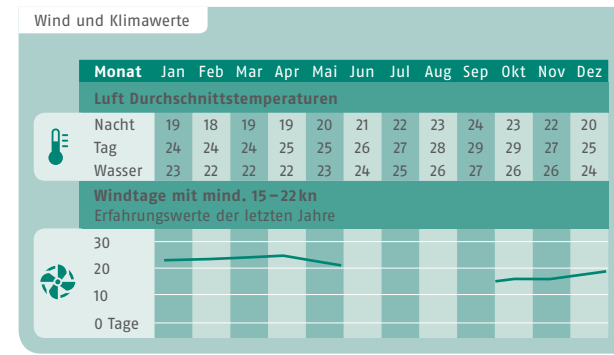 Wind und Klimawerte
Monat Jan Feb Mar Apr Mai Jun Jul Aug Sep Okt Nov Dez
Luft Durchschnittstemperaturen
Nacht 19 18 19 19 20 21 22 23 24 23 22 20
Tag 24 24 24 25 25 26 27 28 29 29 27 25
Wasser 23 22 22 22 23 24 25 26 27 26 26 24
Windtage mit mind. 15–22kn
Erfahrungswerte der letzten Jahre
30
20
10
0 Tage